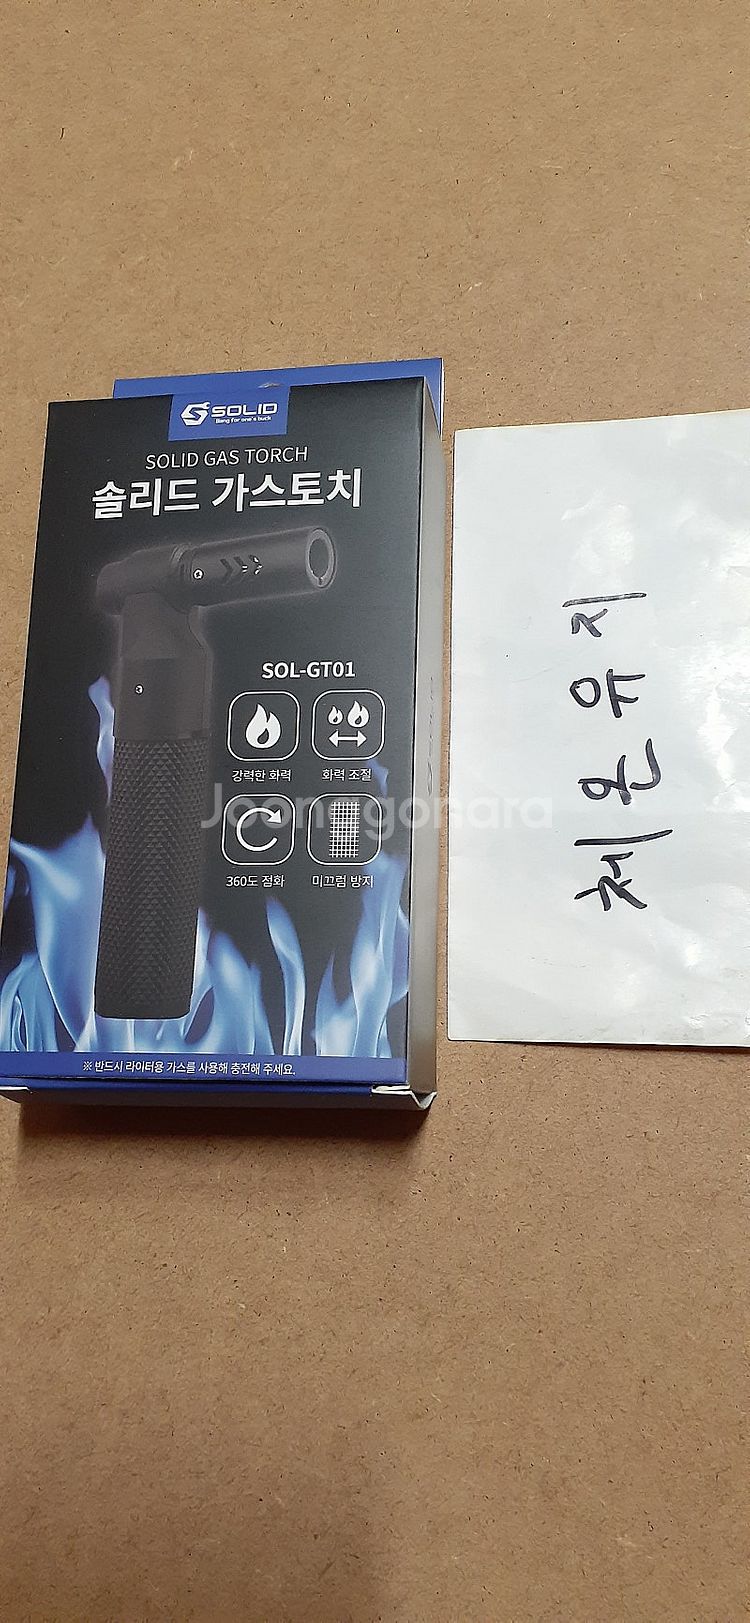 SOLID
Bang for one's buck
SOLID GAS TORCH
솔리드 가스토치
SOL-GT01
강력한 화력
화력 조절
360도 점화
미끄럼 방지
※ 반드시 라이터용 가스를 사용해 충전해 주세요.
체온유지
Joonggonara